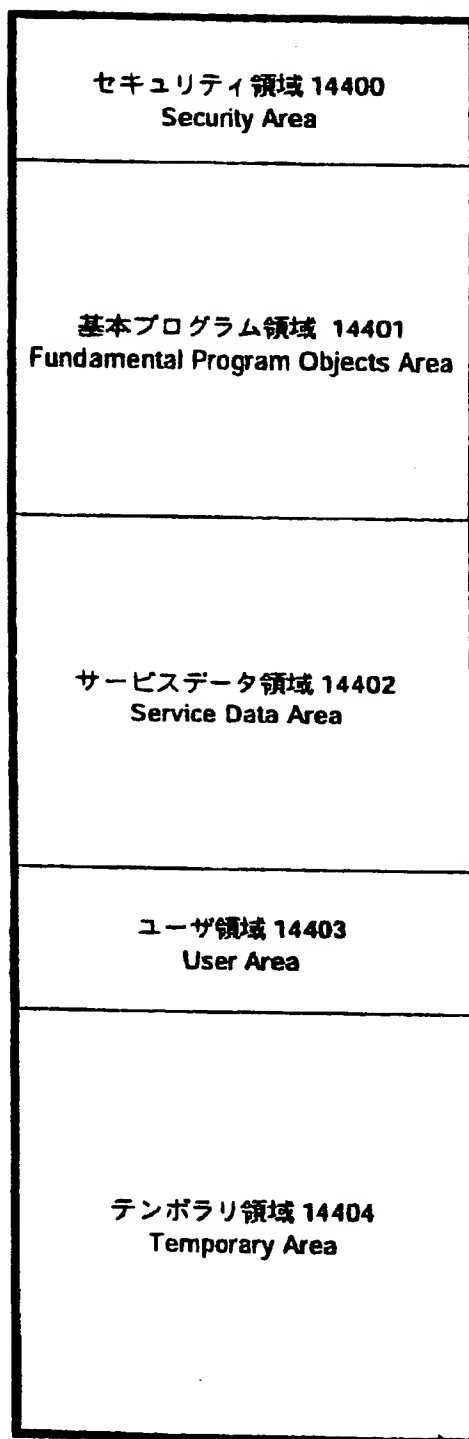 セキュリティ領域 14400
Security Area
基本プログラム領域 14401
Fundamental Program Objects Area
サービスデータ領域 14402
Service Data Area
ユーザ領域 14403
User Area
テンポラリ領域 14404
Temporary Area